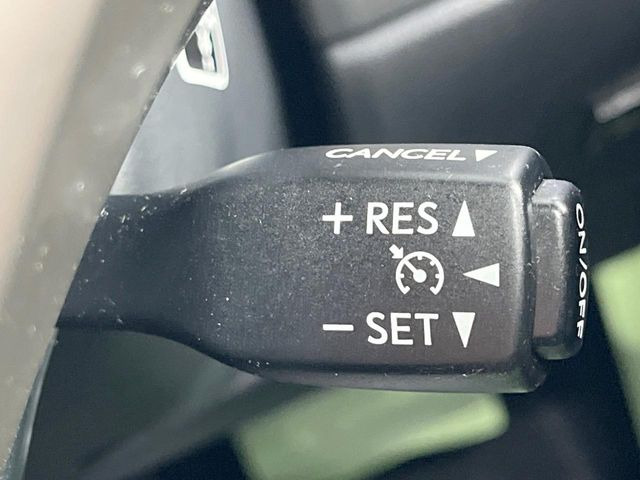 CANCEL
+ RES
- SET
ON/OFF